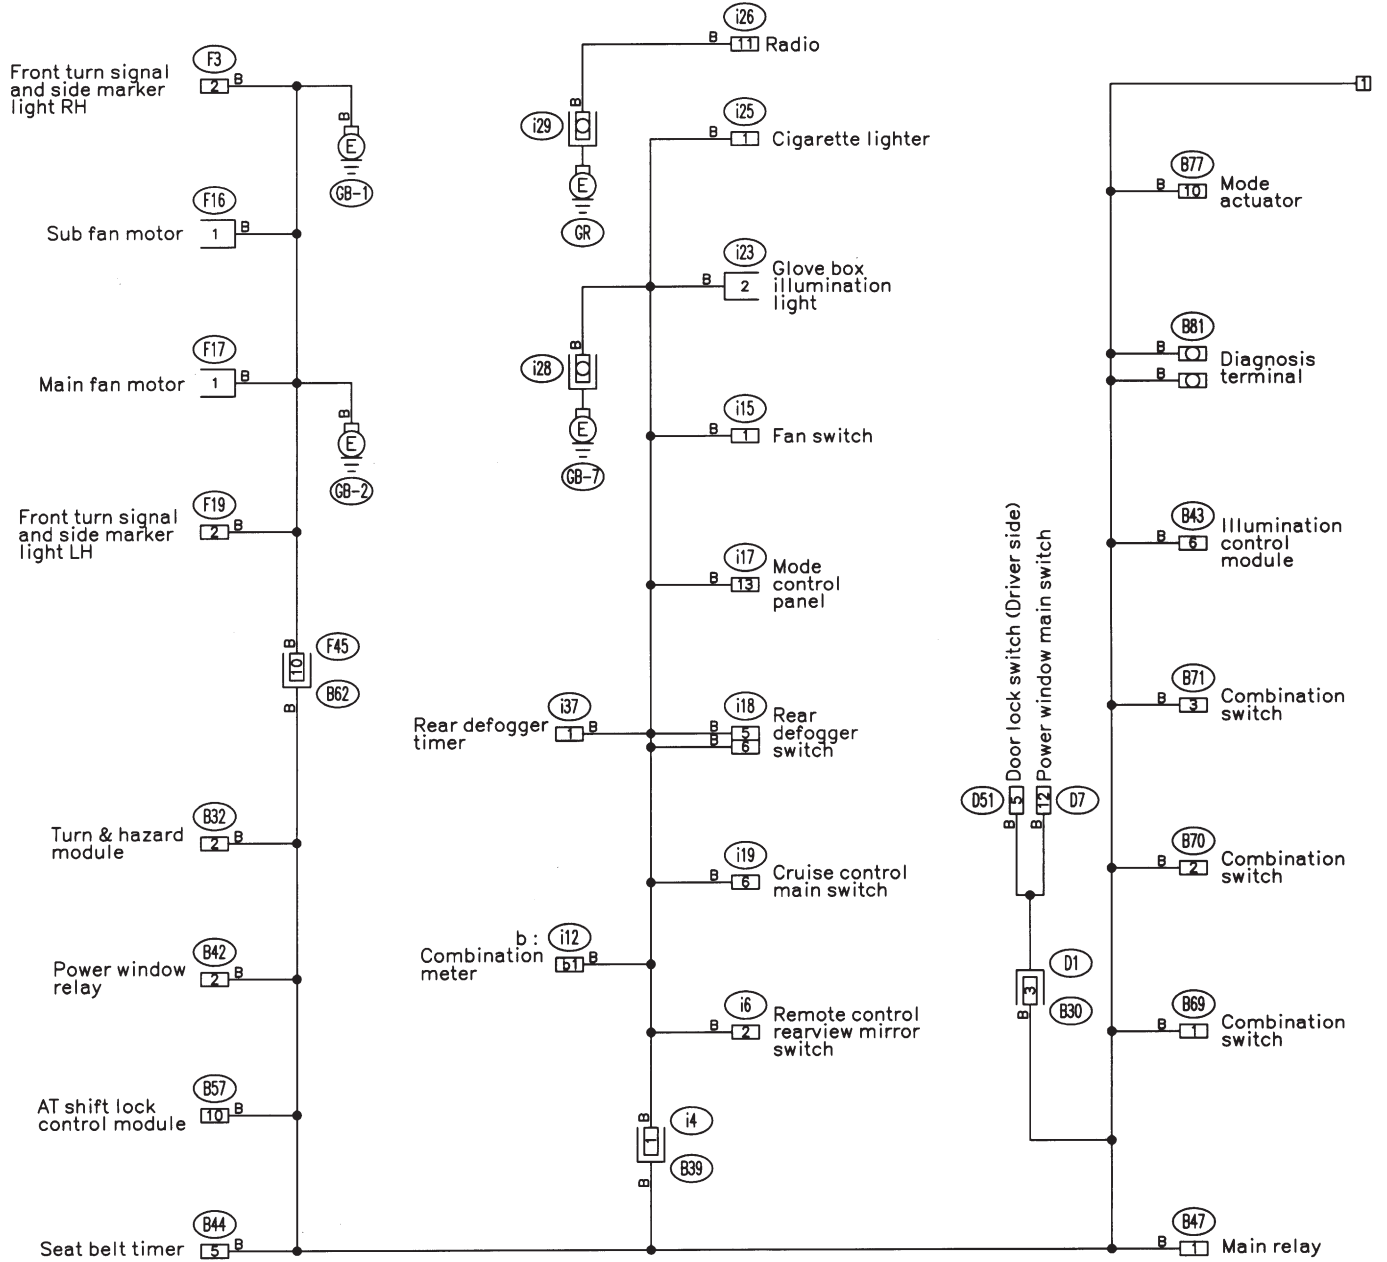 F3
Front turn signal
and side marker
light RH
2
B
B
E
GB-1
F16
Sub fan motor
1
B
F17
Main fan motor
1
B
B
E
GB-2
F19
Front turn signal
and side marker
light LH
2
B
B
10
F45
B62
B
B32
Turn & hazard
module
2
B
B42
Power window
relay
2
B
B57
AT shift lock
control module
10
B
B44
Seat belt timer
5
B
i26
B
11
Radio
B
i29
E
GR
i25
B
1
Cigarette lighter
i23
B
2
Glove box
illumination
light
B
i28
E
GB-7
i15
B
1
Fan switch
i17
B
13
Mode
control
panel
i37
Rear defogger
timer
1
B
i18
B
5
B
6
Rear
defogger
switch
i19
B
6
Cruise control
main switch
b :
i12
Combination
meter
b1
B
i6
B
2
Remote control
rearview mirror
switch
B
1
i4
B39
B
Door lock switch (Driver side)
Power window main switch
D51
5
12
D7
B
B
3
D1
B30
B
1
B77
B
10
Mode
actuator
B81
B
B
Diagnosis
terminal
B43
B
6
Illumination
control
module
B71
B
3
Combination
switch
B70
B
2
Combination
switch
B69
B
1
Combination
switch
B47
B
1
Main relay